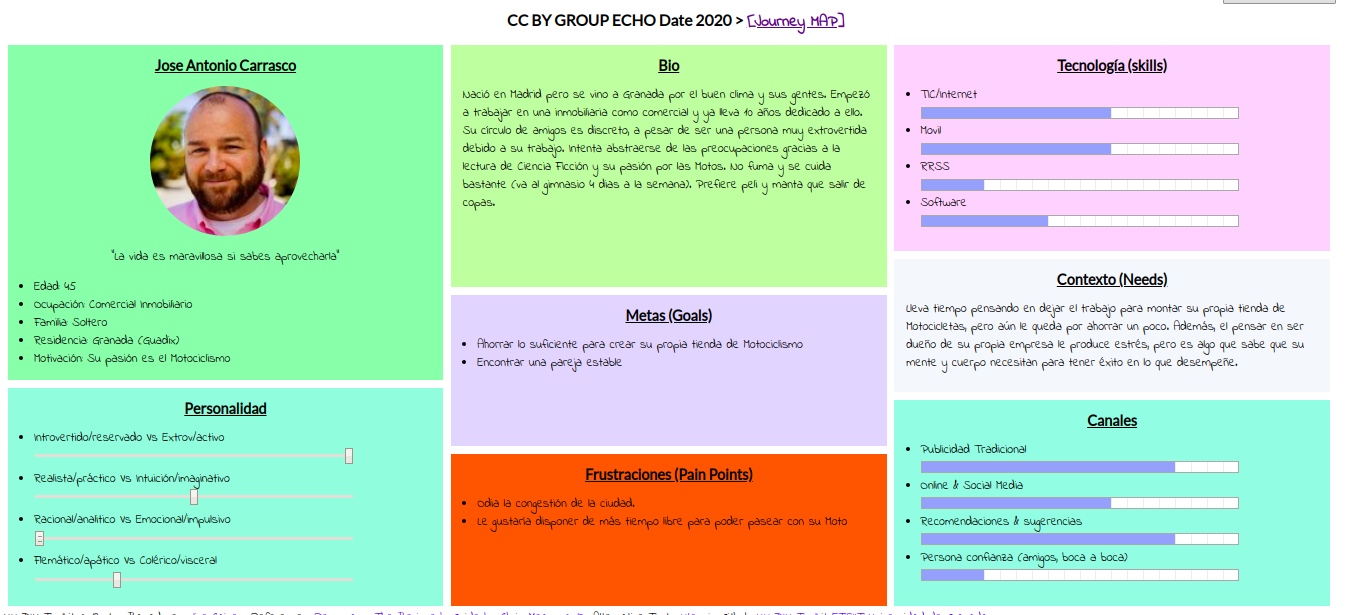 CC BY GROUP ECHO Date 2020 > [Journey MAP]
Jose Antonio Carrasco
"La vida es maravillosa si sabes aprovecharla"
Edad: 45
Ocupación: Comercial Inmobiliario
Familia: Soltero
Residencia: Granada (Guadix)
Motivación: Su pasión es el Motociclismo
Personalidad
Introvertido/reservado Vs Extrov/activo
Realista/práctico Vs Intuición/imaginativo
Racional/analitico Vs Emocional/impulsivo
Flemático/apático Vs Colérico/visceral
Bio
Nació en Madrid pero se vino a Granada por el buen clima y sus gentes. Empezó
a trabajar en una inmobiliaria como comercial y ya lleva 10 años dedicado a ello.
Su círculo de amigos es discreto, a pesar de ser una persona muy extrovertida
debido a su trabajo. Intenta abstraerse de las preocupaciones gracias a la
lectura de Ciencia Ficción y su pasión por las Motos. No fuma y se cuida
bastante (va al gimnasio 4 dias a la semana). Prefiere peli y manta que salir de
copas.
Metas (Goals)
Ahorrar lo suficiente para crear su propia tienda de Motociclismo
Encontrar una pareja estable
Frustraciones (Pain Points)
Odia la congestión de la ciudad.
Le gustaría disponer de más tiempo libre para poder pasear con su Moto
Tecnología (skills)
TIC/Internet
Movil
RRSS
Software
Contexto (Needs)
Lleva tiempo pensando en dejar el trabajo para montar su propia tienda de
Motocicletas, pero aún le queda por ahorrar un poco. Además, el pensar en ser
dueño de su propia empresa le produce estrés, pero es algo que sabe que su
mente y cuerpo necesitan para tener éxito en lo que desempeñe.
Canales
Publicidad Tradicional
Online & Social Media
Recomendaciones & sugerencias
Persona confianza (amigos, boca a boca)